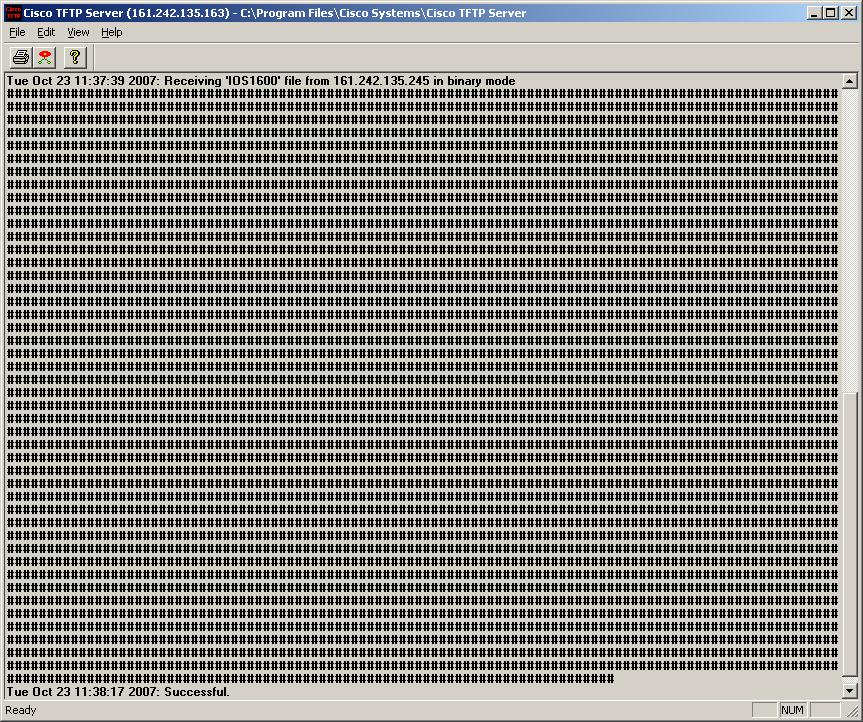 Cisco TFTP Server (161.242.135.163) - C:\Program Files\Cisco Systems\Cisco TFTP Server
File Edit View Help
Tue Oct 23 11:37:39 2007: Receiving 'IOS1600' file from 161.242.135.245 in binary mode
Tue Oct 23 11:38:17 2007: Successful.
Ready NUM